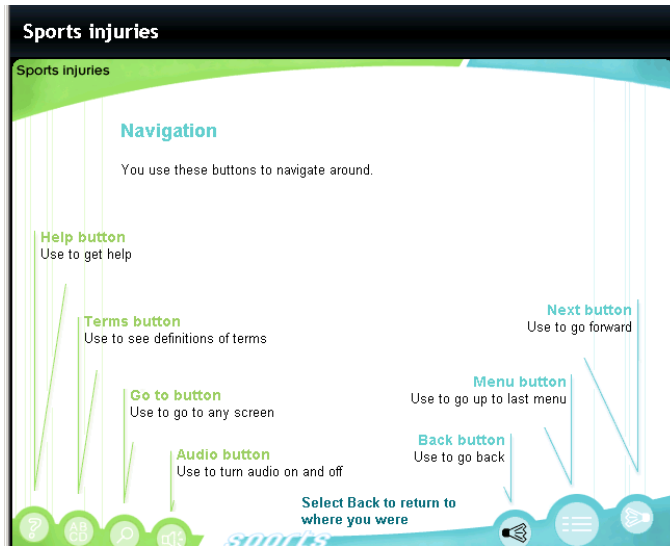 Sports injuries
Sports injuries
Navigation
You use these buttons to navigate around.
Help button
Use to get help
Terms button
Use to see definitions of terms
Go to button
Use to go to any screen
Audio button
Use to turn audio on and off
Next button
Use to go forward
Menu button
Use to go up to last menu
Back button
Use to go back
Select Back to return to
where you were
?
AB
CD
sports